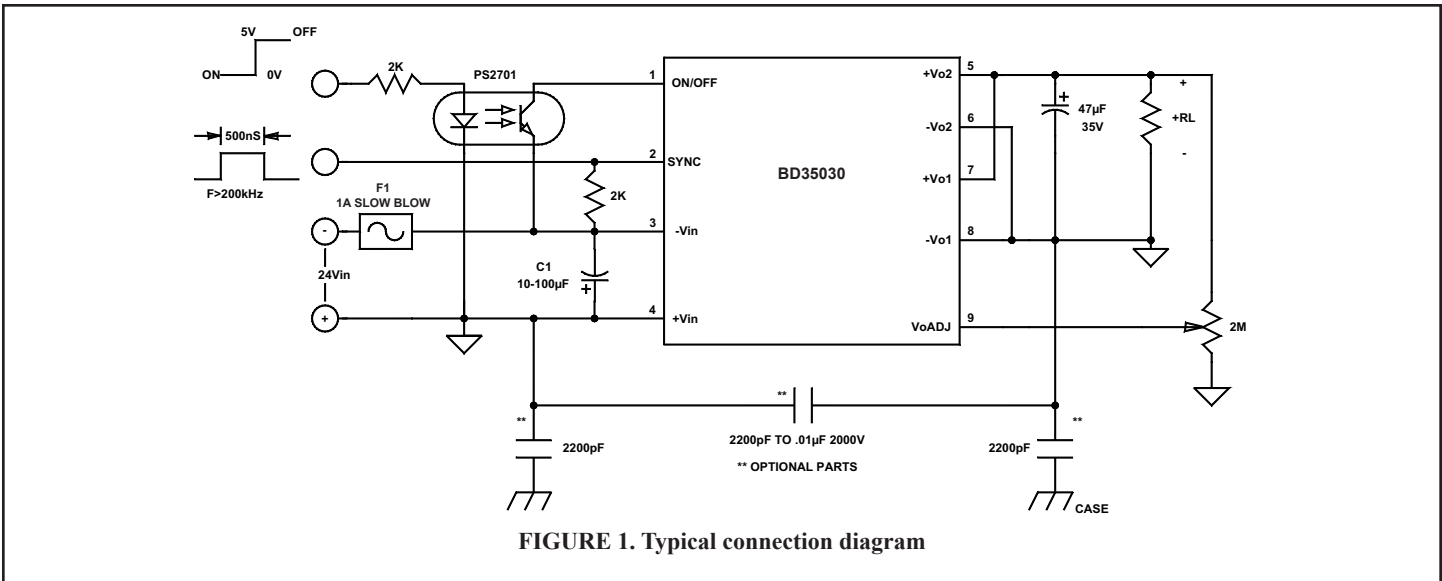 5V
OFF
ON
0V
2K
PS2701
500nS
F>200kHz
F1
1A SLOW BLOW
-
24Vin
+
2K
C1
10-100µF
+
1
ON/OFF
2
SYNC
3
-Vin
4
+Vin
BD35030
+Vo2
5
-Vo2
6
+Vo1
7
-Vo1
8
VoADJ
9
+
47µF
35V
+
+RL
-
2M
**
2200pF
**
2200pF TO .01µF 2000V
** OPTIONAL PARTS
**
2200pF
CASE
FIGURE 1. Typical connection diagram